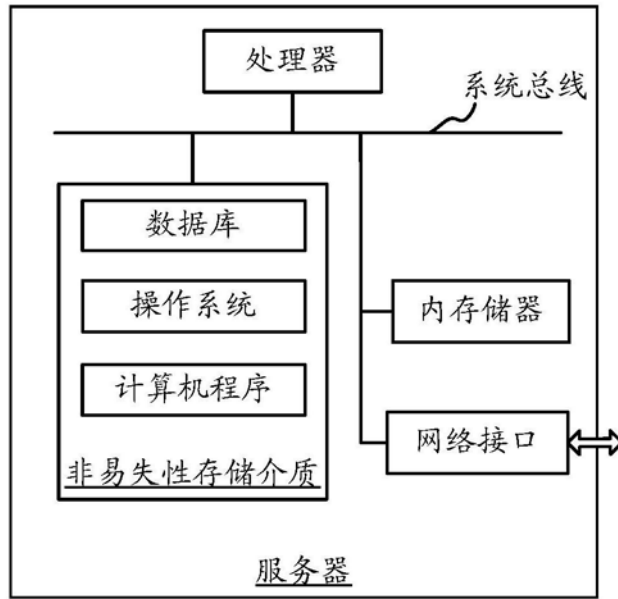 处理器
系统总线
数据库
操作系统
计算机程序
非易失性存储介质
内存储器
网络接口
服务器